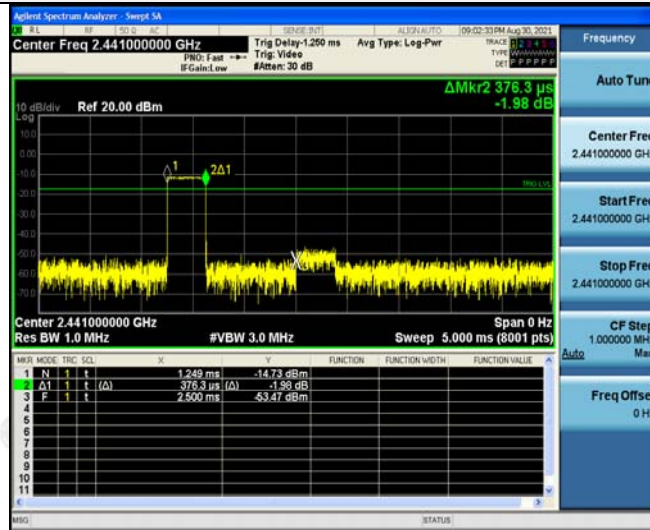 Agilent Spectrum Analyzer - Swept SA
RL RF 50 Ω AC SENSE:INT ALIGN AUTO 09:02:33 PM Aug 30, 2021
Center Freq 2.441000000 GHz
PNO: Fast
IFGain:Low
Trig Delay-1.250 ms
Trig: Video
#Atten: 30 dB
Avg Type: Log-Pwr
TRACE 1 2 3 4 5 6
TYPE
DET P P P P P P
ΔMkr2 376.3 µs
-1.98 dB
10 dB/div Ref 20.00 dBm
Log
10.0
0.00
-10.0
-20.0
-30.0
-40.0
-50.0
-60.0
-70.0
1
2Δ1
TRIG LVL
X
Center 2.441000000 GHz Span 0 Hz
Res BW 1.0 MHz #VBW 3.0 MHz Sweep 5.000 ms (8001 pts)
MKR MODE TRC SCL X Y FUNCTION FUNCTION WIDTH FUNCTION VALUE
1 N 1 t 1.249 ms -14.73 dBm
2 Δ1 1 t (Δ) 376.3 µs (Δ) -1.98 dB
3 F 1 t 2.500 ms -53.47 dBm
4
5
6
7
8
9
10
11
MSG STATUS
Frequency
Auto Tun
Center Fre
2.441000000 GH
Start Fre
2.441000000 GH
Stop Fre
2.441000000 GH
CF Ste
1.000000 MH
Auto Ma
Freq Offse
0 H